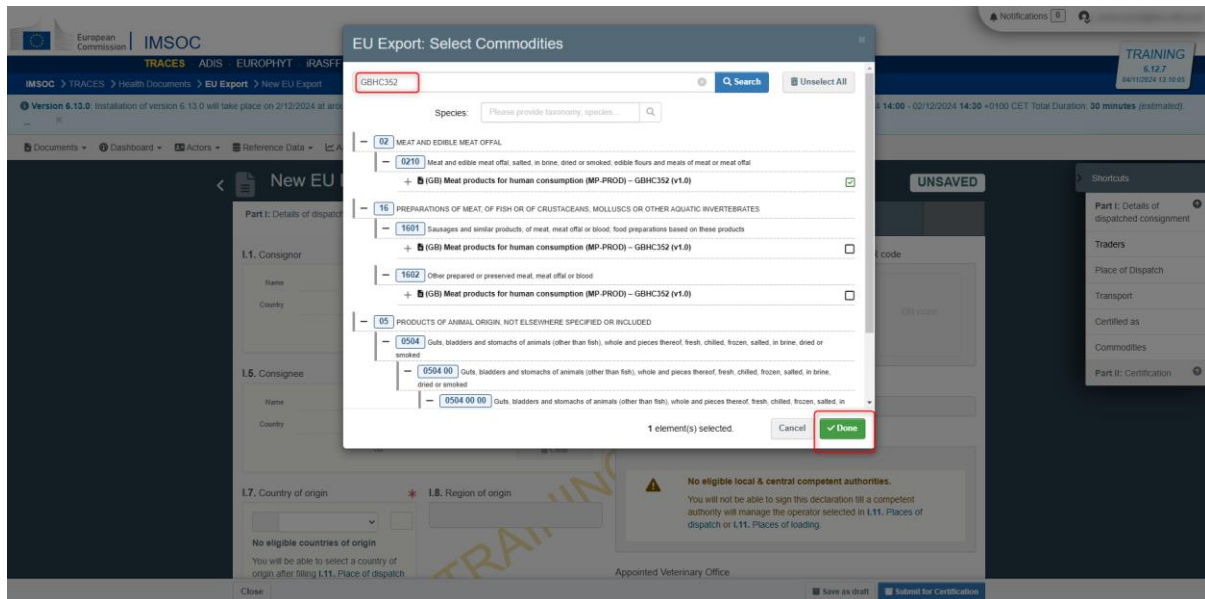 Notifications 0
European
Commission
IMSOC
TRACES ADIS EUROPHYT iRASFF
TRAINING
6.12.7
04/11/2024 13:10:05
IMSOC > TRACES > Health Documents > EU Export > New EU Export
Version 6.13.0: Installation of version 6.13.0 will take place on 2/12/2024 at
14:00 - 02/12/2024 14:30 +0100 CET Total Duration: 30 minutes (estimated).
Documents Dashboard Actors Reference Data
EU Export: Select Commodities
GBHC352
Search
Unselect All
Species: Please provide taxonomy, species...
02 MEAT AND EDIBLE MEAT OFFAL
0210 Meat and edible meat offal, salted, in brine, dried or smoked; edible flours and meals of meat or meat offal
(GB) Meat products for human consumption (MP-PROD) – GBHC352 (v1.0)
16 PREPARATIONS OF MEAT, OF FISH OR OF CRUSTACEANS, MOLLUSCS OR OTHER AQUATIC INVERTEBRATES
1601 Sausages and similar products, of meat, meat offal or blood; food preparations based on these products
(GB) Meat products for human consumption (MP-PROD) – GBHC352 (v1.0)
1602 Other prepared or preserved meat, meat offal or blood
(GB) Meat products for human consumption (MP-PROD) – GBHC352 (v1.0)
05 PRODUCTS OF ANIMAL ORIGIN, NOT ELSEWHERE SPECIFIED OR INCLUDED
0504 Guts, bladders and stomachs of animals (other than fish), whole and pieces thereof, fresh, chilled, frozen, salted, in brine, dried or
smoked
0504 00 Guts, bladders and stomachs of animals (other than fish), whole and pieces thereof, fresh, chilled, frozen, salted, in brine,
dried or smoked
0504 00 00 Guts, bladders and stomachs of animals (other than fish), whole and pieces thereof, fresh, chilled, frozen, salted, in
1 element(s) selected.
Cancel
Done
New EU
UNSAVED
Part I: Details of dispatch
I.1. Consignor
Name
Country
code
QR code
I.5. Consignee
Name
Country
Clear
I.7. Country of origin
I.8. Region of origin
No eligible countries of origin
You will be able to select a country of
origin after filling I.11. Place of dispatch
TRAINING
No eligible local & central competent authorities.
You will not be able to sign this declaration till a competent
authority will manage the operator selected in I.11. Places of
dispatch or I.11. Places of loading.
Appointed Veterinary Office
Close
Save as draft
Submit for Certification
Shortcuts
Part I: Details of
dispatched consignment
Traders
Place of Dispatch
Transport
Certified as
Commodities
Part II: Certification